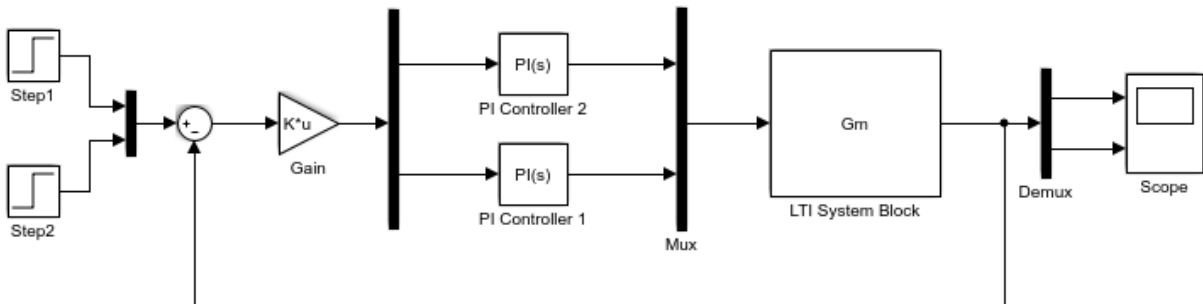 Step1
Step2
+
−
K*u
Gain
PI(s)
PI Controller 2
PI(s)
PI Controller 1
Mux
Gm
LTI System Block
Demux
Scope